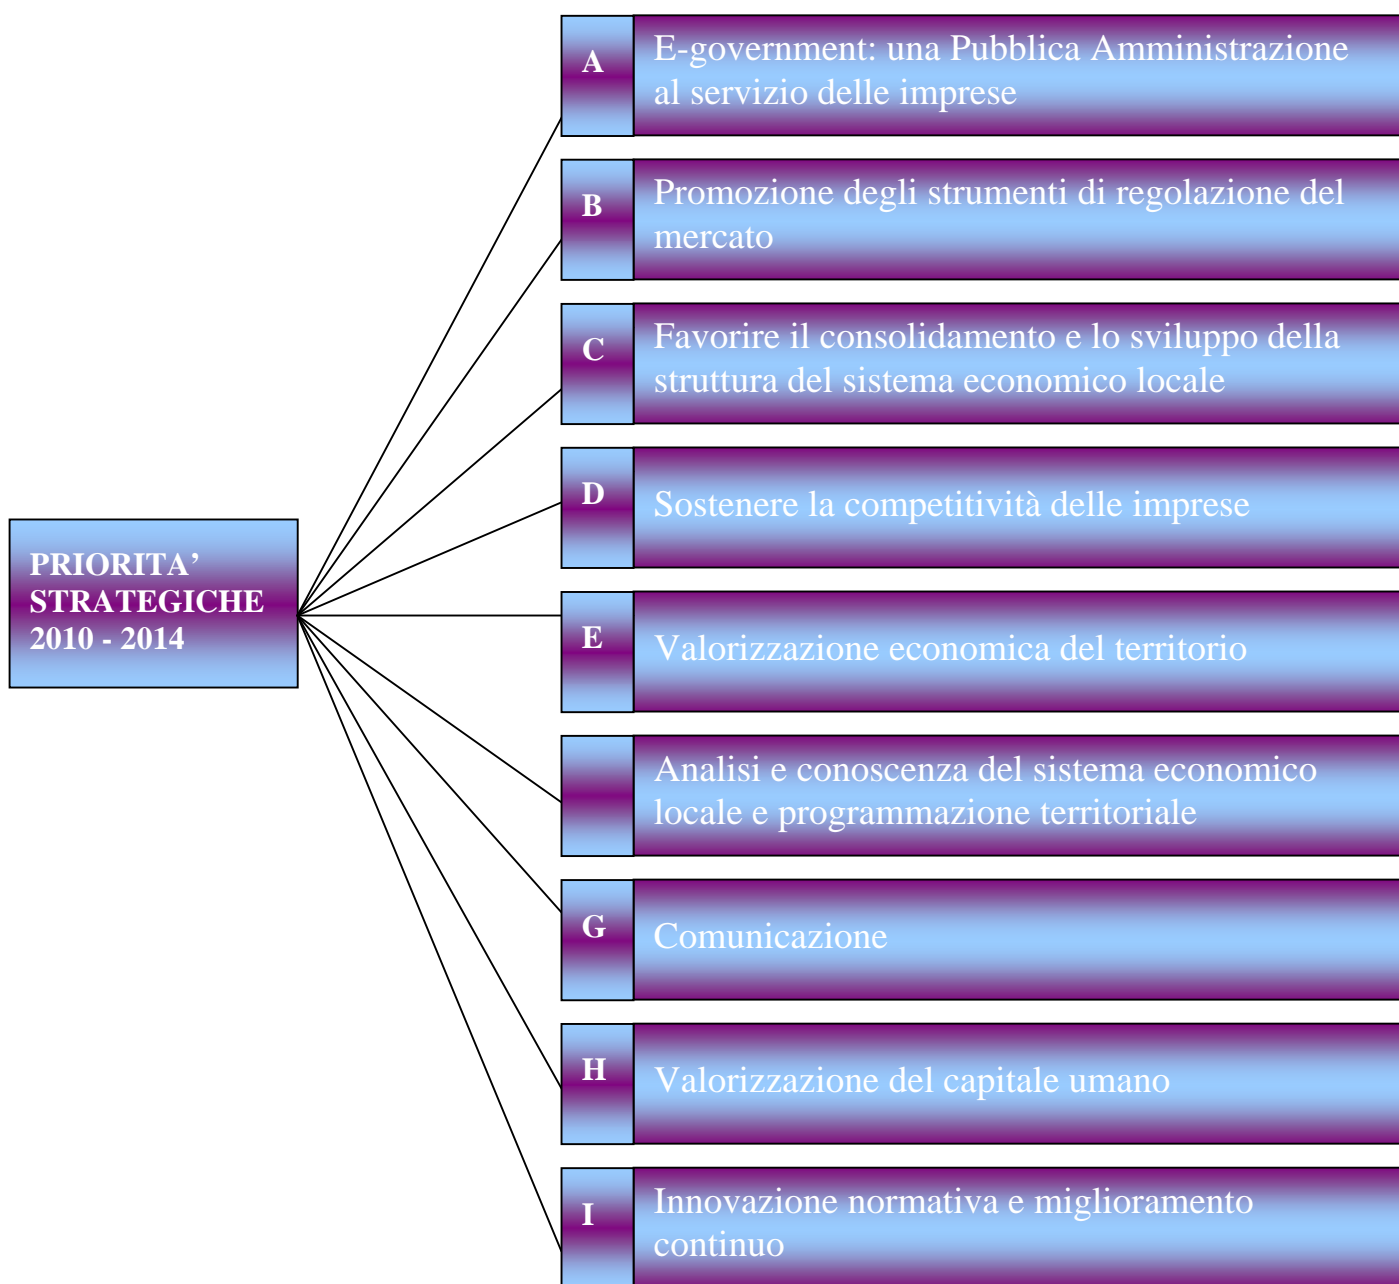 A
E-government: una Pubblica Amministrazione
al servizio delle imprese
B
Promozione degli strumenti di regolazione del
mercato
C
Favorire il consolidamento e lo sviluppo della
struttura del sistema economico locale
D
Sostenere la competitività delle imprese
PRIORITA’
STRATEGICHE
2010 - 2014
E
Valorizzazione economica del territorio
Analisi e conoscenza del sistema economico
locale e programmazione territoriale
G
Comunicazione
H
Valorizzazione del capitale umano
I
Innovazione normativa e miglioramento
continuo